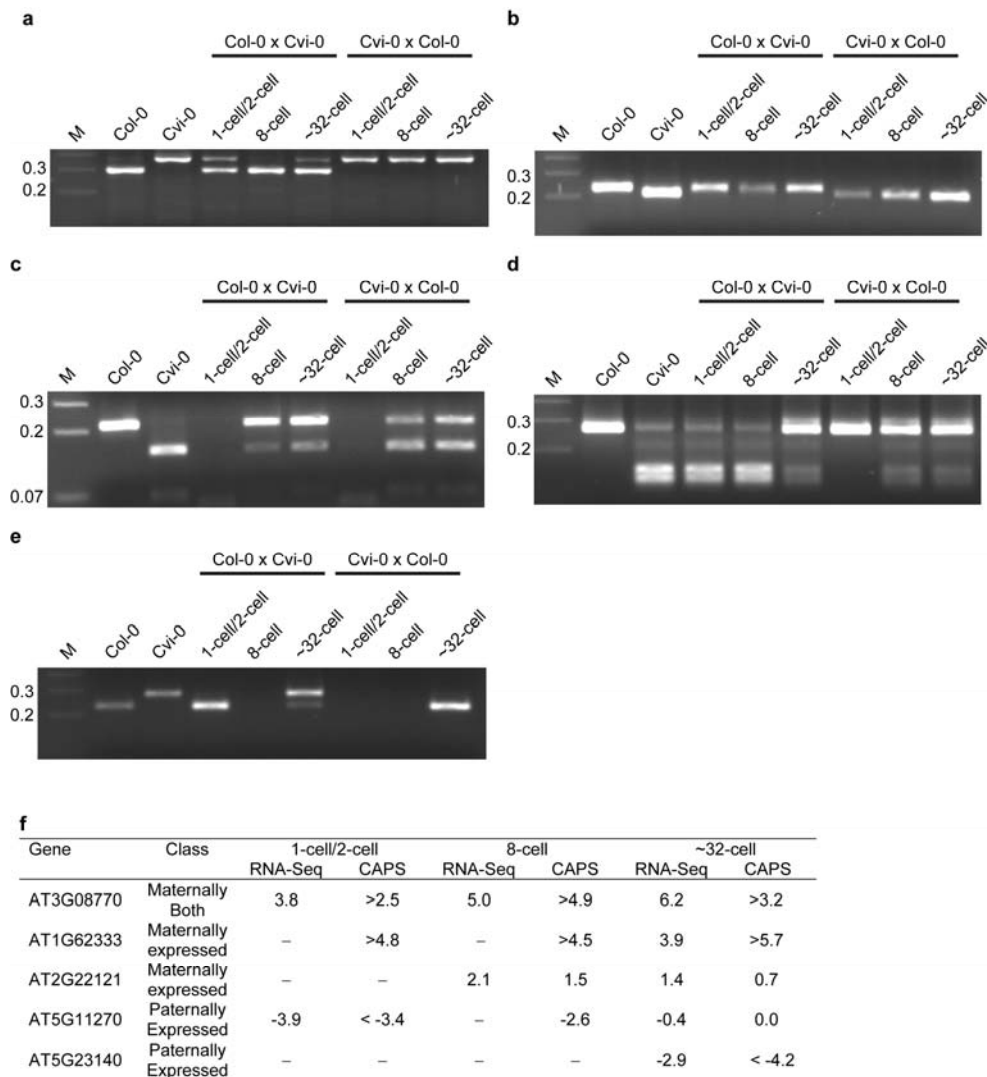 a
Col-0 x Cvi-0 Cvi-0 x Col-0
M Col-0 Cvi-0 1-cell/2-cell 8-cell ~32-cell 1-cell/2-cell 8-cell ~32-cell
0.3
0.2
b
Col-0 x Cvi-0 Cvi-0 x Col-0
M Col-0 Cvi-0 1-cell/2-cell 8-cell ~32-cell 1-cell/2-cell 8-cell ~32-cell
0.3
0.2
c
Col-0 x Cvi-0 Cvi-0 x Col-0
M Col-0 Cvi-0 1-cell/2-cell 8-cell ~32-cell 1-cell/2-cell 8-cell ~32-cell
0.3
0.2
0.07
d
Col-0 x Cvi-0 Cvi-0 x Col-0
M Col-0 Cvi-0 1-cell/2-cell 8-cell ~32-cell 1-cell/2-cell 8-cell ~32-cell
0.3
0.2
e
Col-0 x Cvi-0 Cvi-0 x Col-0
M Col-0 Cvi-0 1-cell/2-cell 8-cell ~32-cell 1-cell/2-cell 8-cell ~32-cell
0.3
0.2
f
Gene Class 1-cell/2-cell 8-cell ~32-cell
RNA-Seq CAPS RNA-Seq CAPS RNA-Seq CAPS
AT3G08770 Maternally Both 3.8 >2.5 5.0 >4.9 6.2 >3.2
AT1G62333 Maternally expressed – >4.8 – >4.5 3.9 >5.7
AT2G22121 Maternally expressed – – 2.1 1.5 1.4 0.7
AT5G11270 Paternally Expressed -3.9 < -3.4 – -2.6 -0.4 0.0
AT5G23140 Paternally Expressed – – – – -2.9 < -4.2